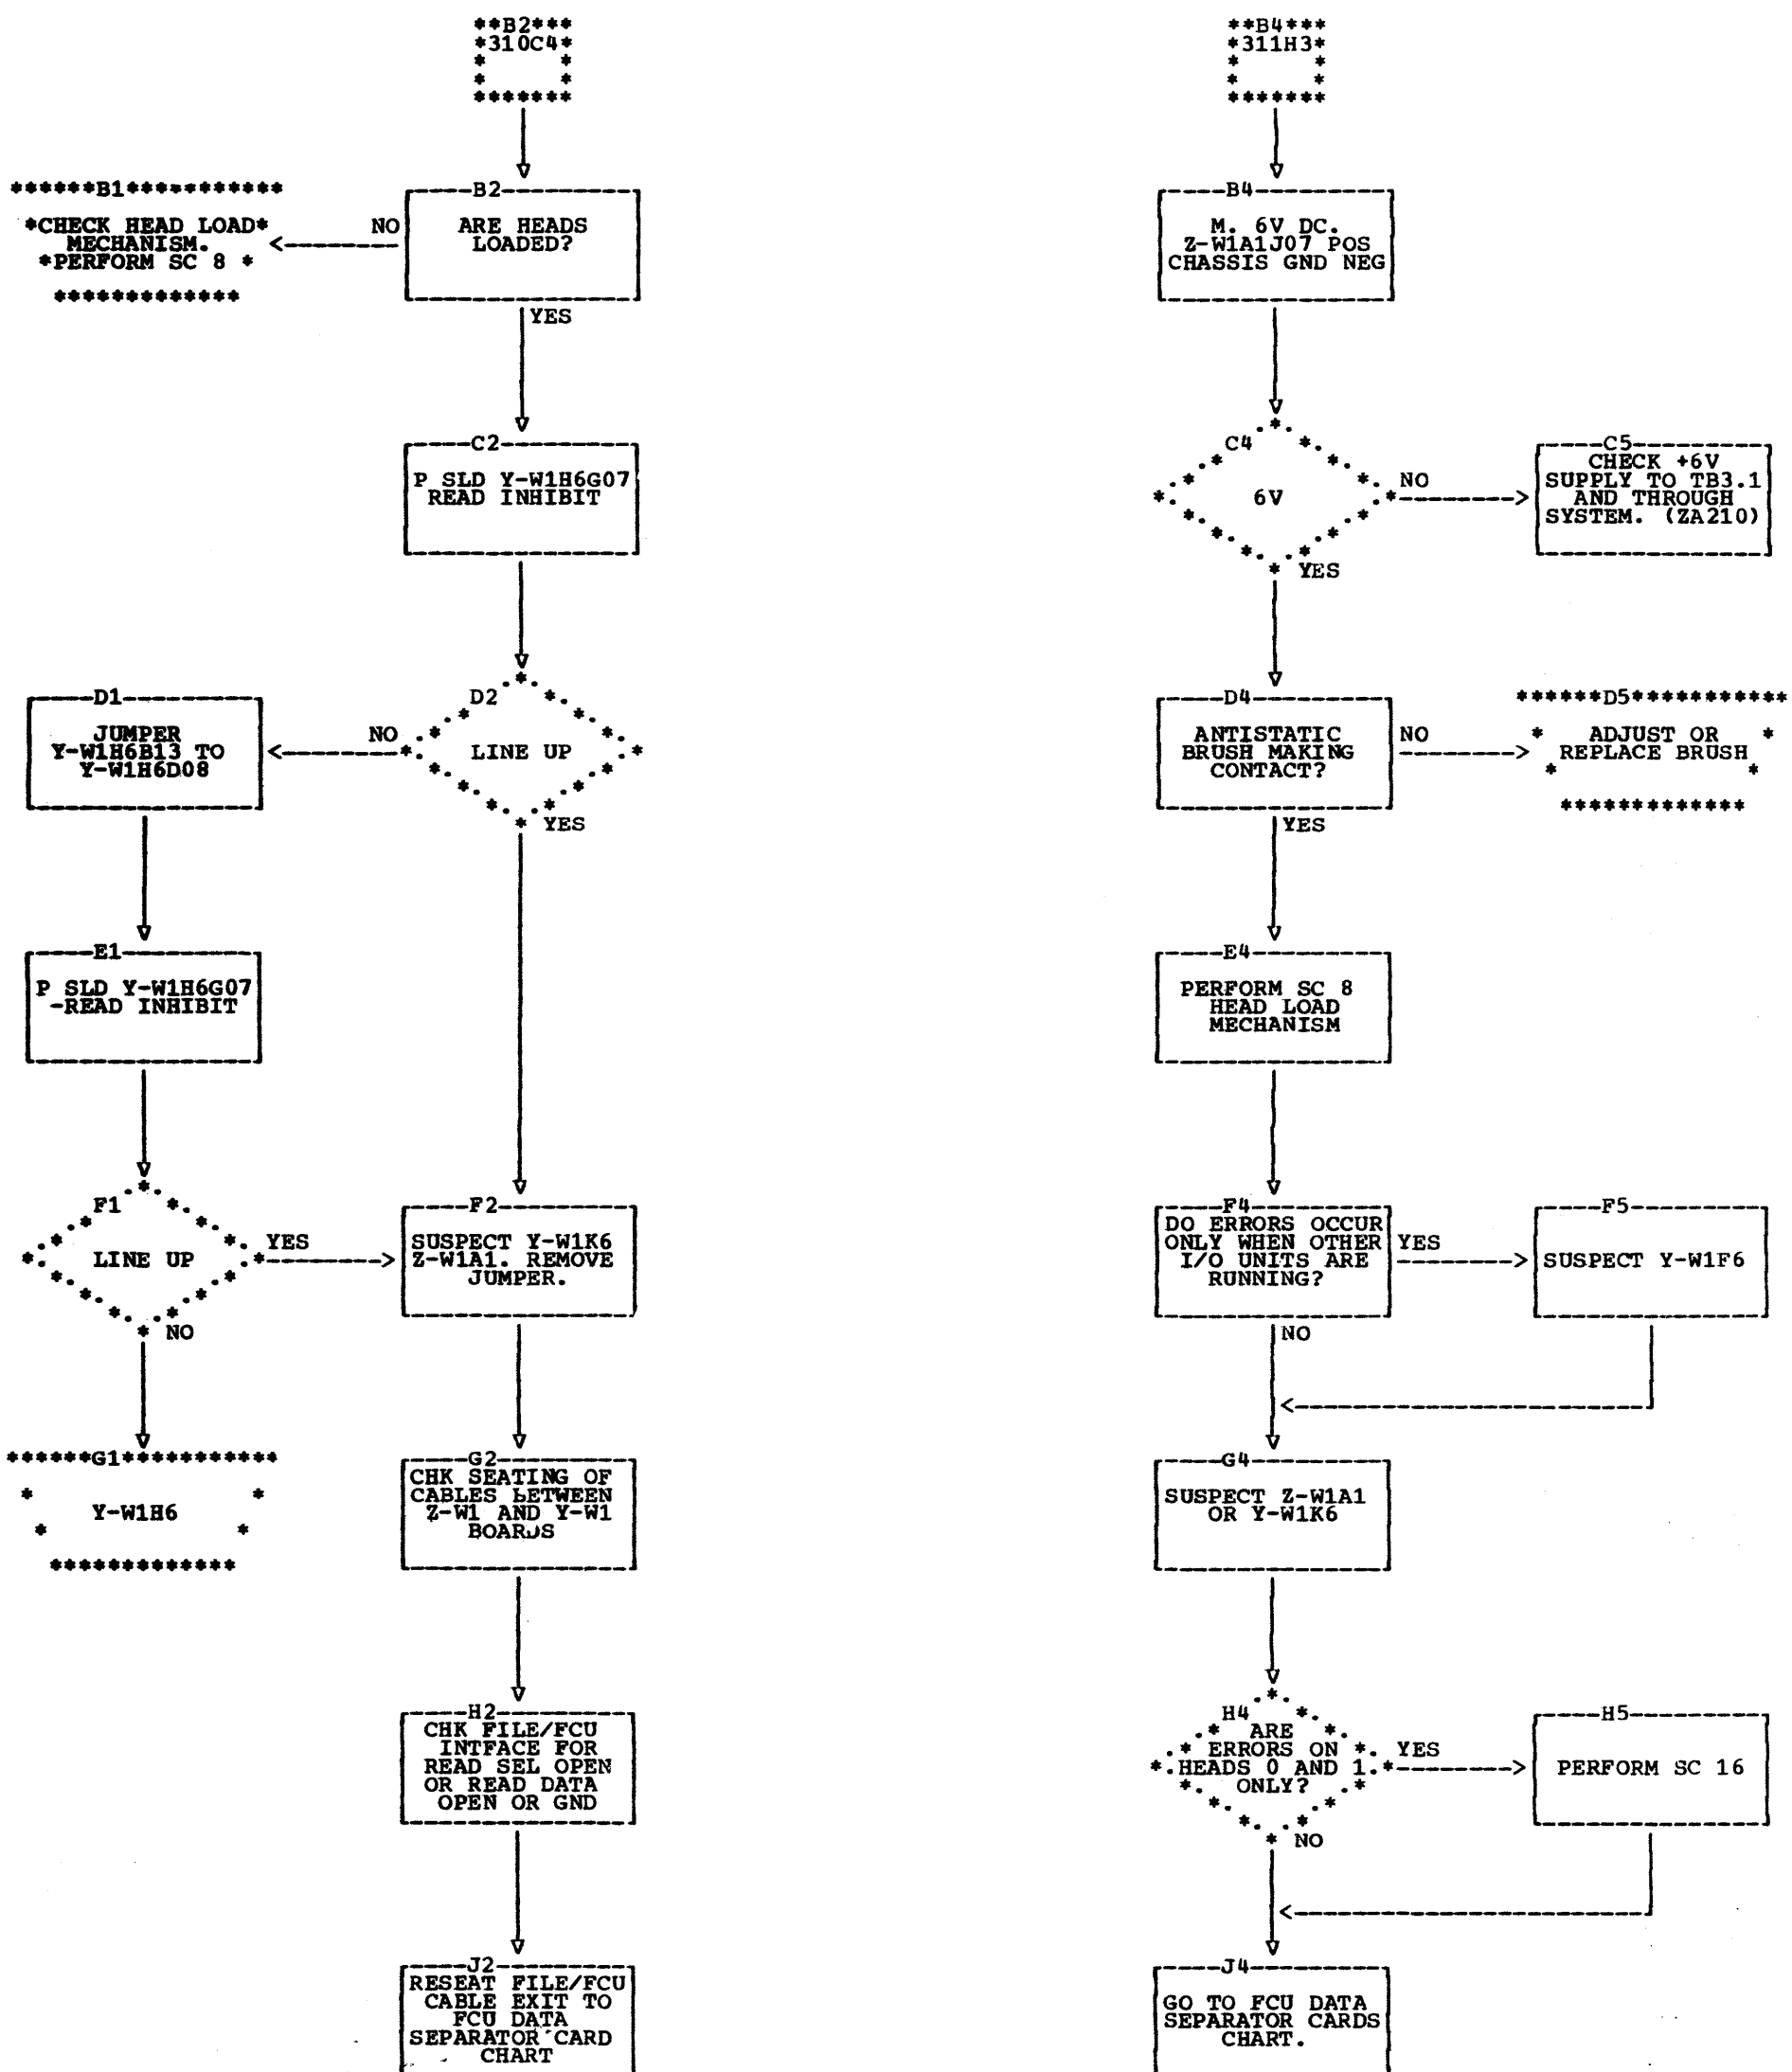 **B2***
*310C4*
* *
* *
*******
B2
ARE HEADS
LOADED?
NO
YES
******B1***********
*CHECK HEAD LOAD*
MECHANISM.
*PERFORM SC 8 *
*************
C2
P SLD Y-W1H6G07
READ INHIBIT
D2
LINE UP
NO
YES
D1
JUMPER
Y-W1H6B13 TO
Y-W1H6D08
E1
P SLD Y-W1H6G07
-READ INHIBIT
F1
LINE UP
YES
NO
******G1***********
* *
Y-W1H6
* *
*************
F2
SUSPECT Y-W1K6
Z-W1A1. REMOVE
JUMPER.
G2
CHK SEATING OF
CABLES BETWEEN
Z-W1 AND Y-W1
BOARDS
H2
CHK FILE/FCU
INTFACE FOR
READ SEL OPEN
OR READ DATA
OPEN OR GND
J2
RESEAT FILE/FCU
CABLE EXIT TO
FCU DATA
SEPARATOR CARD
CHART
**B4***
*311H3*
* *
* *
*******
B4
M. 6V DC.
Z-W1A1J07 POS
CHASSIS GND NEG
C4
6V
NO
YES
C5
CHECK +6V
SUPPLY TO TB3.1
AND THROUGH
SYSTEM. (ZA210)
D4
ANTISTATIC
BRUSH MAKING
CONTACT?
NO
YES
******D5***********
* ADJUST OR *
REPLACE BRUSH
* *
*************
E4
PERFORM SC 8
HEAD LOAD
MECHANISM
F4
DO ERRORS OCCUR
ONLY WHEN OTHER
I/O UNITS ARE
RUNNING?
YES
NO
F5
SUSPECT Y-W1F6
G4
SUSPECT Z-W1A1
OR Y-W1K6
H4
ARE
ERRORS ON
HEADS 0 AND 1
ONLY?
YES
NO
H5
PERFORM SC 16
J4
GO TO FCU DATA
SEPARATOR CARDS
CHART.